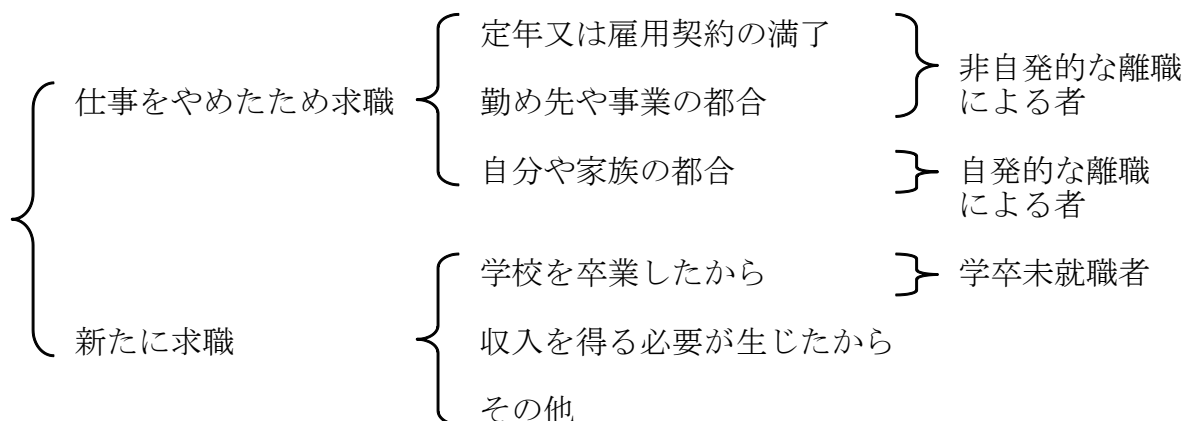 定年又は雇用契約の満了
仕事をやめたため求職
勤め先や事業の都合
非自発的な離職
による者
自分や家族の都合
自発的な離職
による者
学校を卒業したから
学卒未就職者
新たに求職
収入を得る必要が生じたから
その他